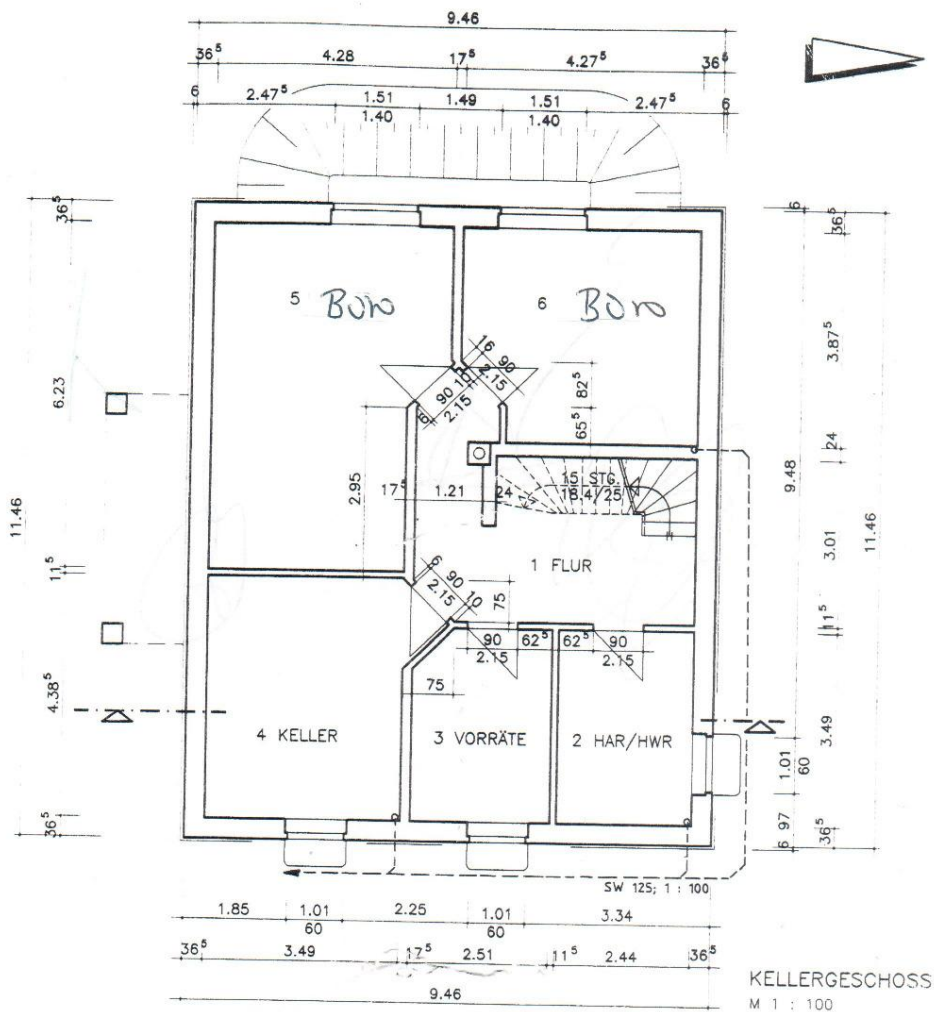 9.46
36⁵ 4.28 17⁵ 4.27⁵ 36⁵
6 2.47⁵ 1.51 1.49 1.51 2.47⁵ 6
1.40 1.40
36⁵
6.23
11.46
11⁵
4.38⁵
36⁵
6 36⁵
3.87⁵
24
9.48
3.01
11.46
11⁵
3.49
1.01
60
97
6 36⁵
5 Büro
6 Büro
16 90
2.15
90 10
6 2.15
82⁵
65⁵
2.95
17⁵ 1.21 24
15 STG.
18.4/25
1 FLUR
6 90 10
2.15
75
90 62⁵ 62⁵ 90
2.15 2.15
75
4 KELLER
3 VORRÄTE
2 HAR/HWR
SW 125; 1 : 100
1.85 1.01 2.25 1.01 3.34
60 60
36⁵ 3.49 17⁵ 2.51 11⁵ 2.44 36⁵
9.46
KELLERGESCHOSS
M 1 : 100